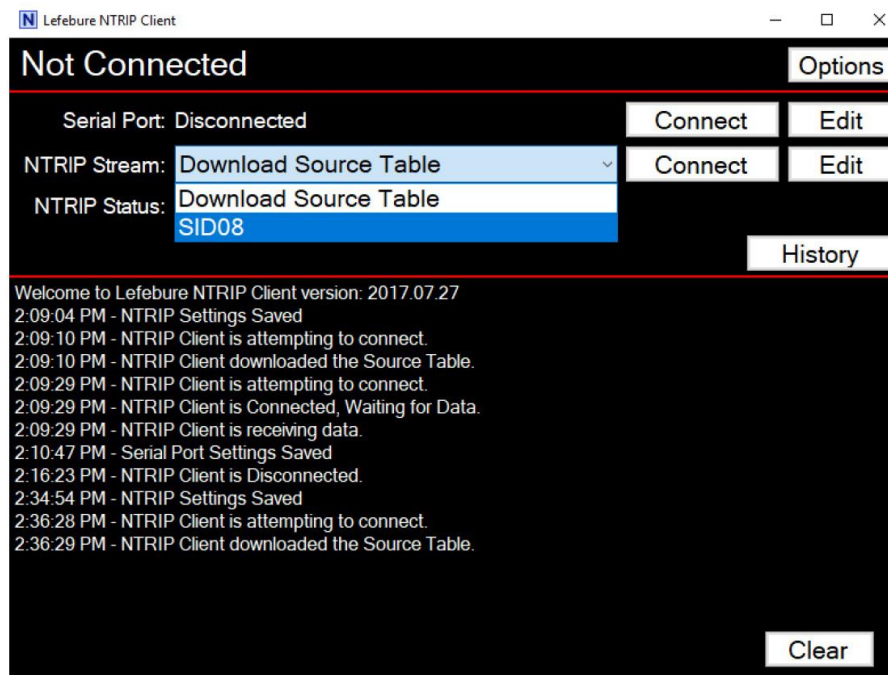 N Lefebure NTRIP Client
Not Connected Options
Serial Port: Disconnected Connect Edit
NTRIP Stream: Download Source Table Connect Edit
Download Source Table
NTRIP Status:
SID08
History
Welcome to Lefebure NTRIP Client version: 2017.07.27
2:09:04 PM - NTRIP Settings Saved
2:09:10 PM - NTRIP Client is attempting to connect.
2:09:10 PM - NTRIP Client downloaded the Source Table.
2:09:29 PM - NTRIP Client is attempting to connect.
2:09:29 PM - NTRIP Client is Connected, Waiting for Data.
2:09:29 PM - NTRIP Client is receiving data.
2:10:47 PM - Serial Port Settings Saved
2:16:23 PM - NTRIP Client is Disconnected.
2:34:54 PM - NTRIP Settings Saved
2:36:28 PM - NTRIP Client is attempting to connect.
2:36:29 PM - NTRIP Client downloaded the Source Table.
Clear